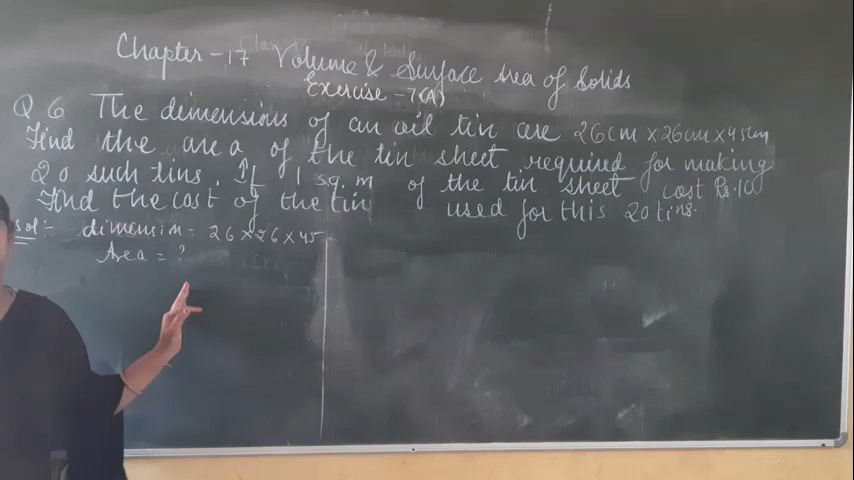 Chapter-17 Volume & Surface Area of Solids
Exercise -7(A)
Q 6 The dimensions of an oil tin are 26cm x 26cm x 45cm
Find the area of the tin sheet required for making
20 such tins. If 1 sq.m of the tin sheet cost Rs.10
Find the cost of the tin used for this 20 tins.
Sol:- dimension = 26 x 26 x 45
Area = ?